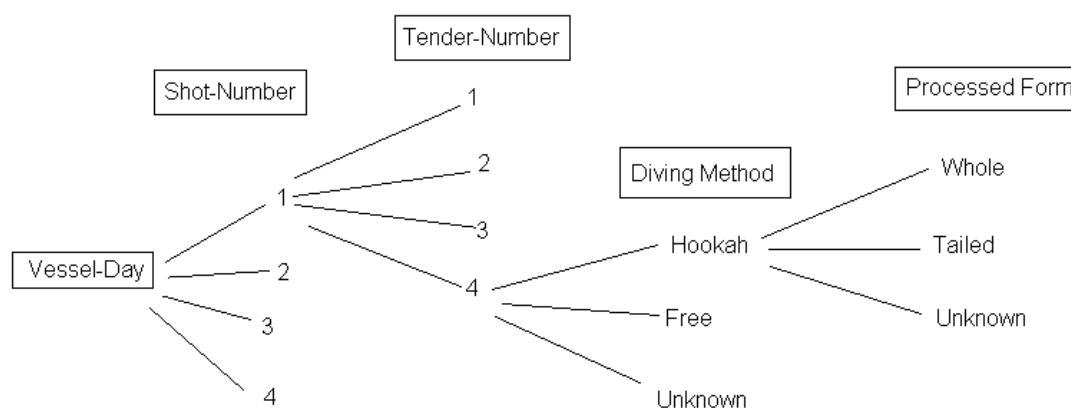 Tender-Number
Shot-Number
Processed Form
1
2
Diving Method
Whole
1
3
Hookah
Tailed
Vessel-Day
2
4
3
Free
Unknown
4
Unknown